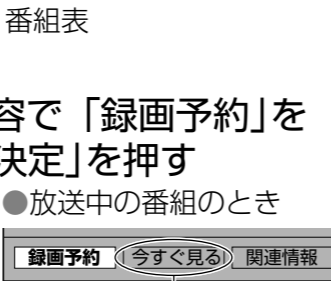 番組表
容で「録画予約」を
決定」を押す
●放送中の番組のとき
録画予約 今すぐ見る 関連情報